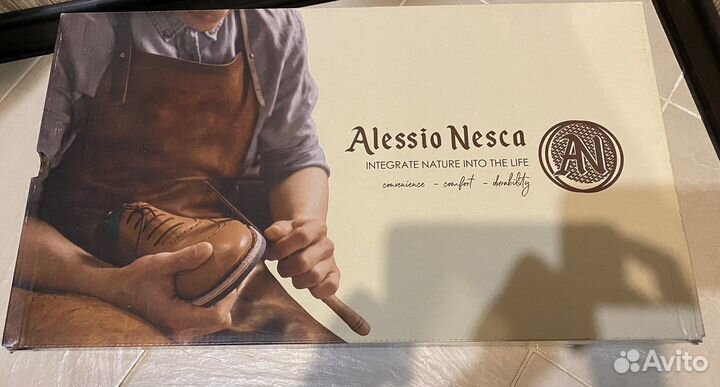 Alessio Nesca
INTEGRATE NATURE INTO THE LIFE
convenience - comfort - durability
AN
Avito